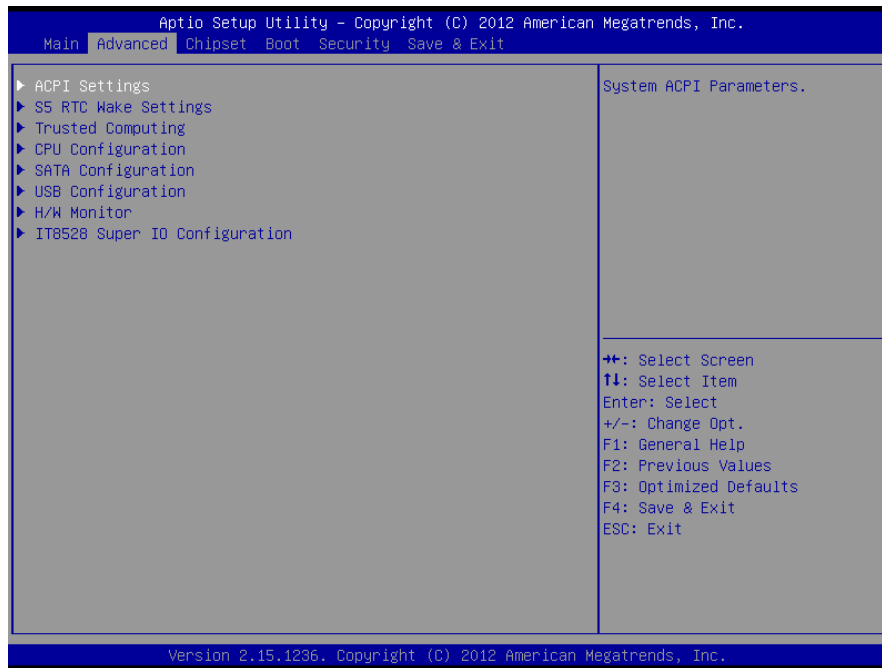 Aptio Setup Utility – Copyright (C) 2012 American Megatrends, Inc.
Main Advanced Chipset Boot Security Save & Exit
► ACPI Settings
► S5 RTC Wake Settings
► Trusted Computing
► CPU Configuration
► SATA Configuration
► USB Configuration
► H/W Monitor
► IT8528 Super IO Configuration
System ACPI Parameters.
→←: Select Screen
↑↓: Select Item
Enter: Select
+/-: Change Opt.
F1: General Help
F2: Previous Values
F3: Optimized Defaults
F4: Save & Exit
ESC: Exit
Version 2.15.1236. Copyright (C) 2012 American Megatrends, Inc.